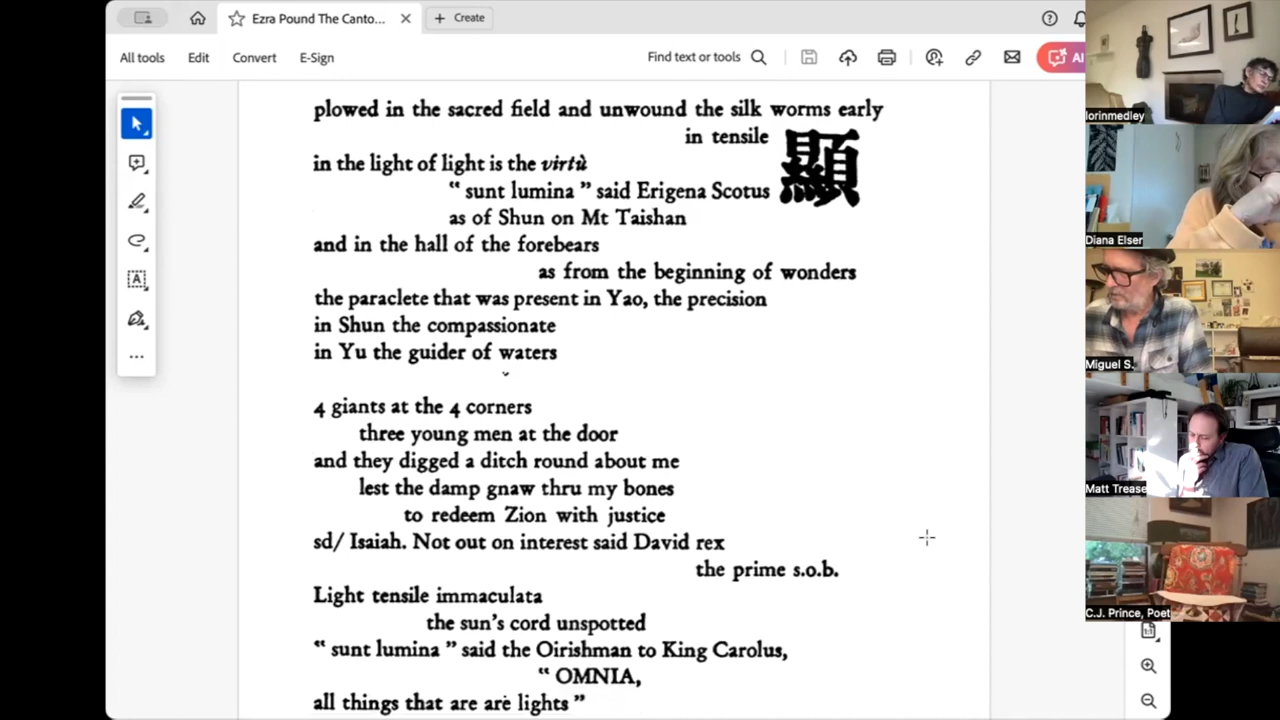 Ezra Pound The Canto...
Create
All tools
Edit
Convert
E-Sign
Find text or tools
AI
plowed in the sacred field and unwound the silk worms early
in tensile
顯
in the light of light is the virtù
“ sunt lumina ” said Erigena Scotus
as of Shun on Mt Taishan
and in the hall of the forebears
as from the beginning of wonders
the paraclete that was present in Yao, the precision
in Shun the compassionate
in Yu the guider of waters
4 giants at the 4 corners
three young men at the door
and they digged a ditch round about me
lest the damp gnaw thru my bones
to redeem Zion with justice
sd/ Isaiah. Not out on interest said David rex
the prime s.o.b.
Light tensile immaculata
the sun's cord unspotted
“ sunt lumina ” said the Oirishman to King Carolus,
“ OMNIA,
all things that are are lights ”
lorinmedley
Diana Elser
Miguel S.
Matt Trease
C.J. Prince, Poet